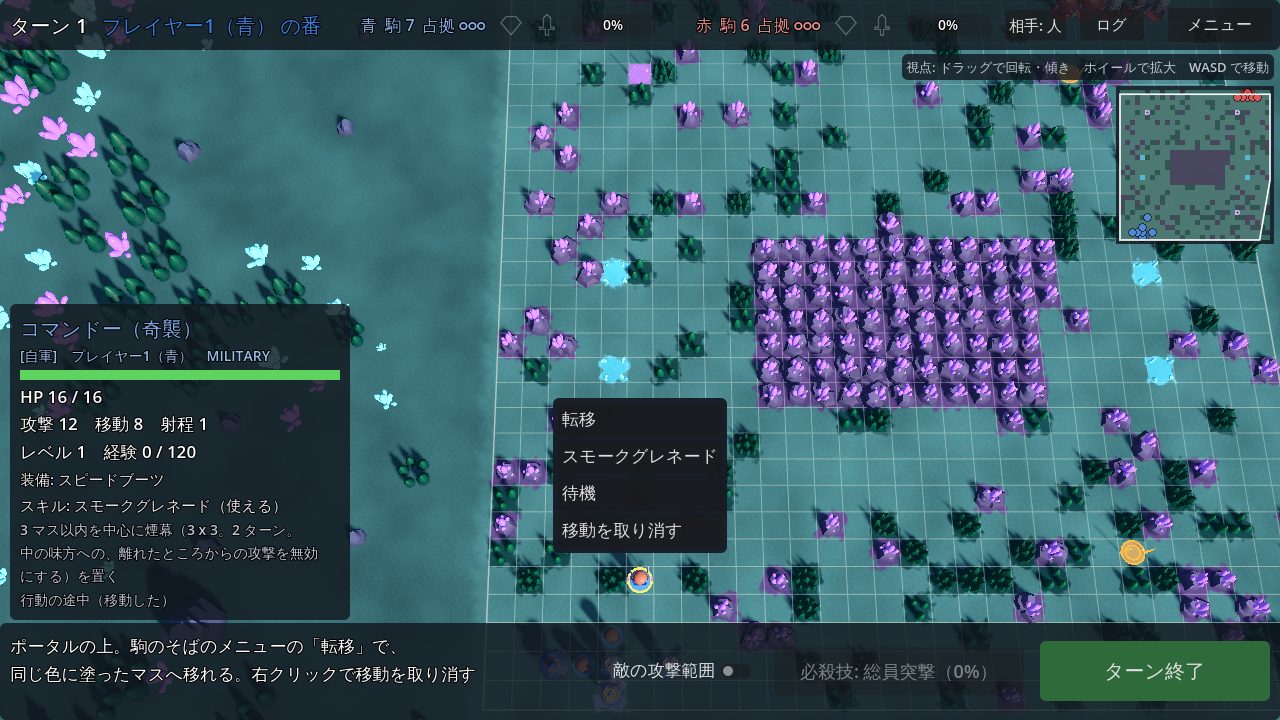 ターン 1 プレイヤー1（青） の番 青 駒 7 占拠 0% 赤 駒 6 占拠 0% 相手: 人 ログ メニュー
視点: ドラッグで回転・傾き ホイールで拡大 WASD で移動
コマンドー（奇襲）
[自軍] プレイヤー1（青） MILITARY
HP 16 / 16
攻撃 12 移動 8 射程 1
レベル 1 経験 0 / 120
装備: スピードブーツ
スキル: スモークグレネード（使える）
3 マス以内を中心に煙幕（3 x 3、2 ターン。
中の味方への、離れたところからの攻撃を無効
にする）を置く
行動の途中（移動した）
転移
スモークグレネード
待機
移動を取り消す
ポータルの上。駒のそばのメニューの「転移」で、
同じ色に塗ったマスへ移れる。右クリックで移動を取り消す
敵の攻撃範囲
必殺技: 総員突撃（0%）
ターン終了